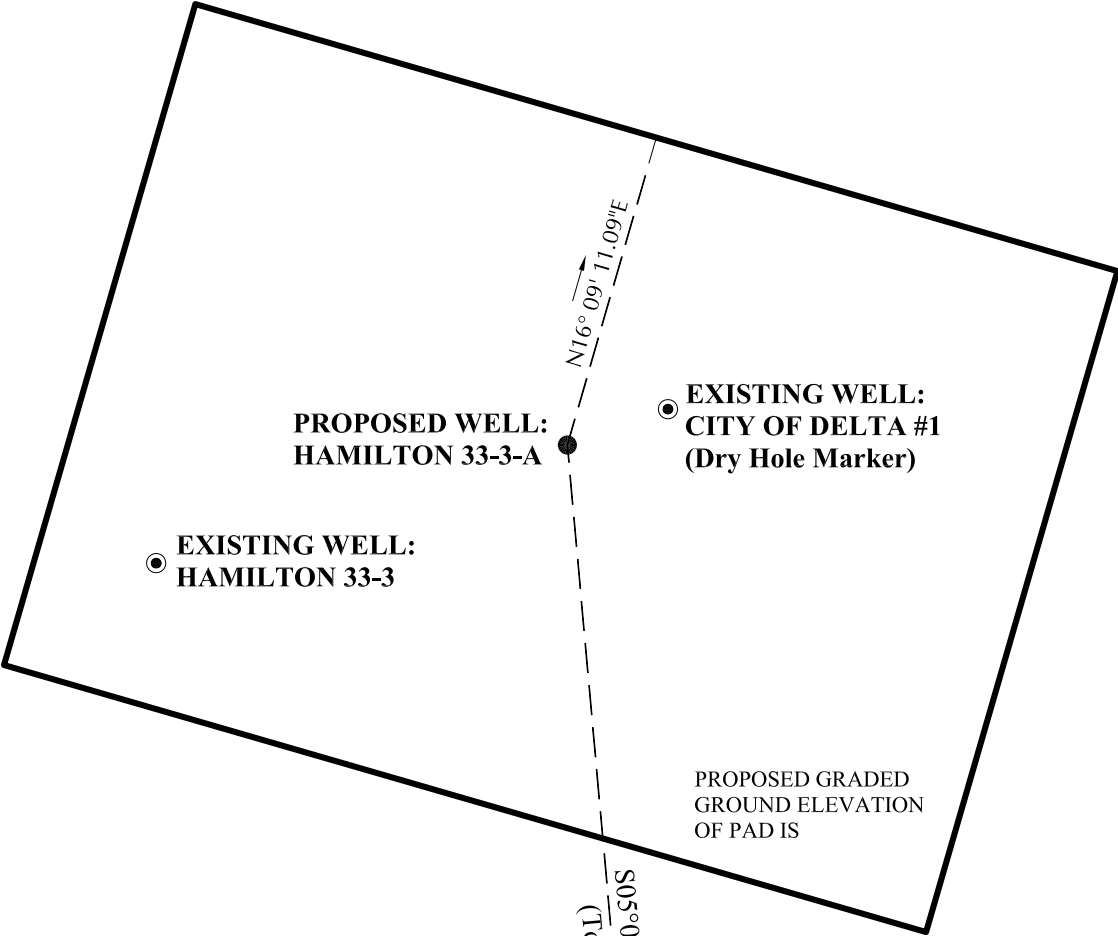 N16° 09' 11.09"E
EXISTING WELL:
CITY OF DELTA #1
(Dry Hole Marker)
PROPOSED WELL:
HAMILTON 33-3-A
EXISTING WELL:
HAMILTON 33-3
PROPOSED GRADED
GROUND ELEVATION
OF PAD IS